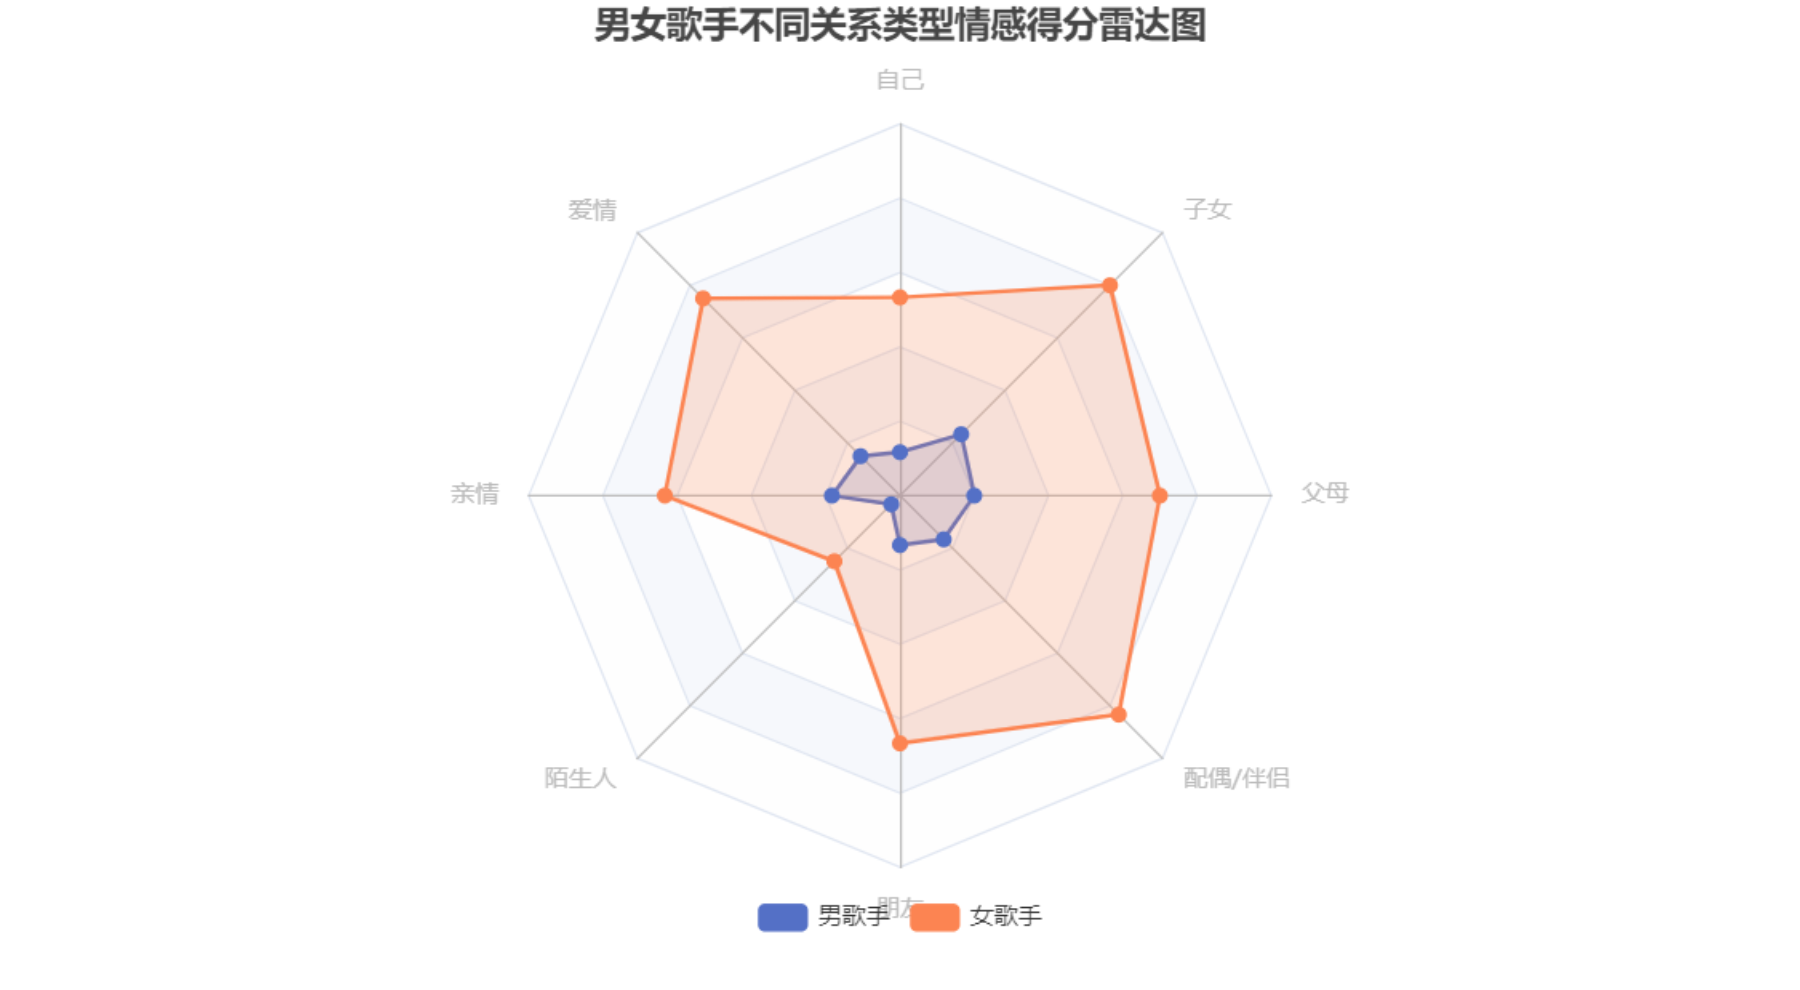 男女歌手不同关系类型情感得分雷达图
自己
爱情
子女
亲情
父母
陌生人
配偶/伴侣
朋友
男歌手
女歌手